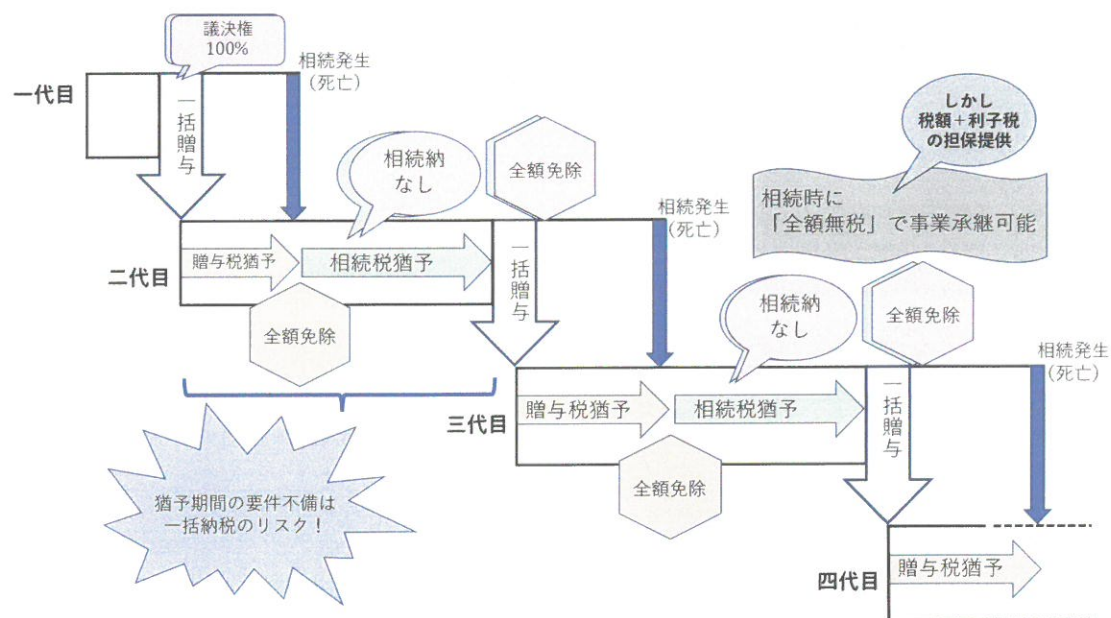 議決権
100%
相続発生
(死亡)
一代目
一括贈与
しかし
税額+利子税
の担保提供
相続納
なし
全額免除
相続時に
「全額無税」で事業承継可能
相続発生
(死亡)
二代目
贈与税猶予
相続税猶予
一括贈与
全額免除
相続納
なし
全額免除
相続発生
(死亡)
三代目
贈与税猶予
相続税猶予
一括贈与
全額免除
猶予期間の要件不備は
一括納税のリスク!
四代目
贈与税猶予